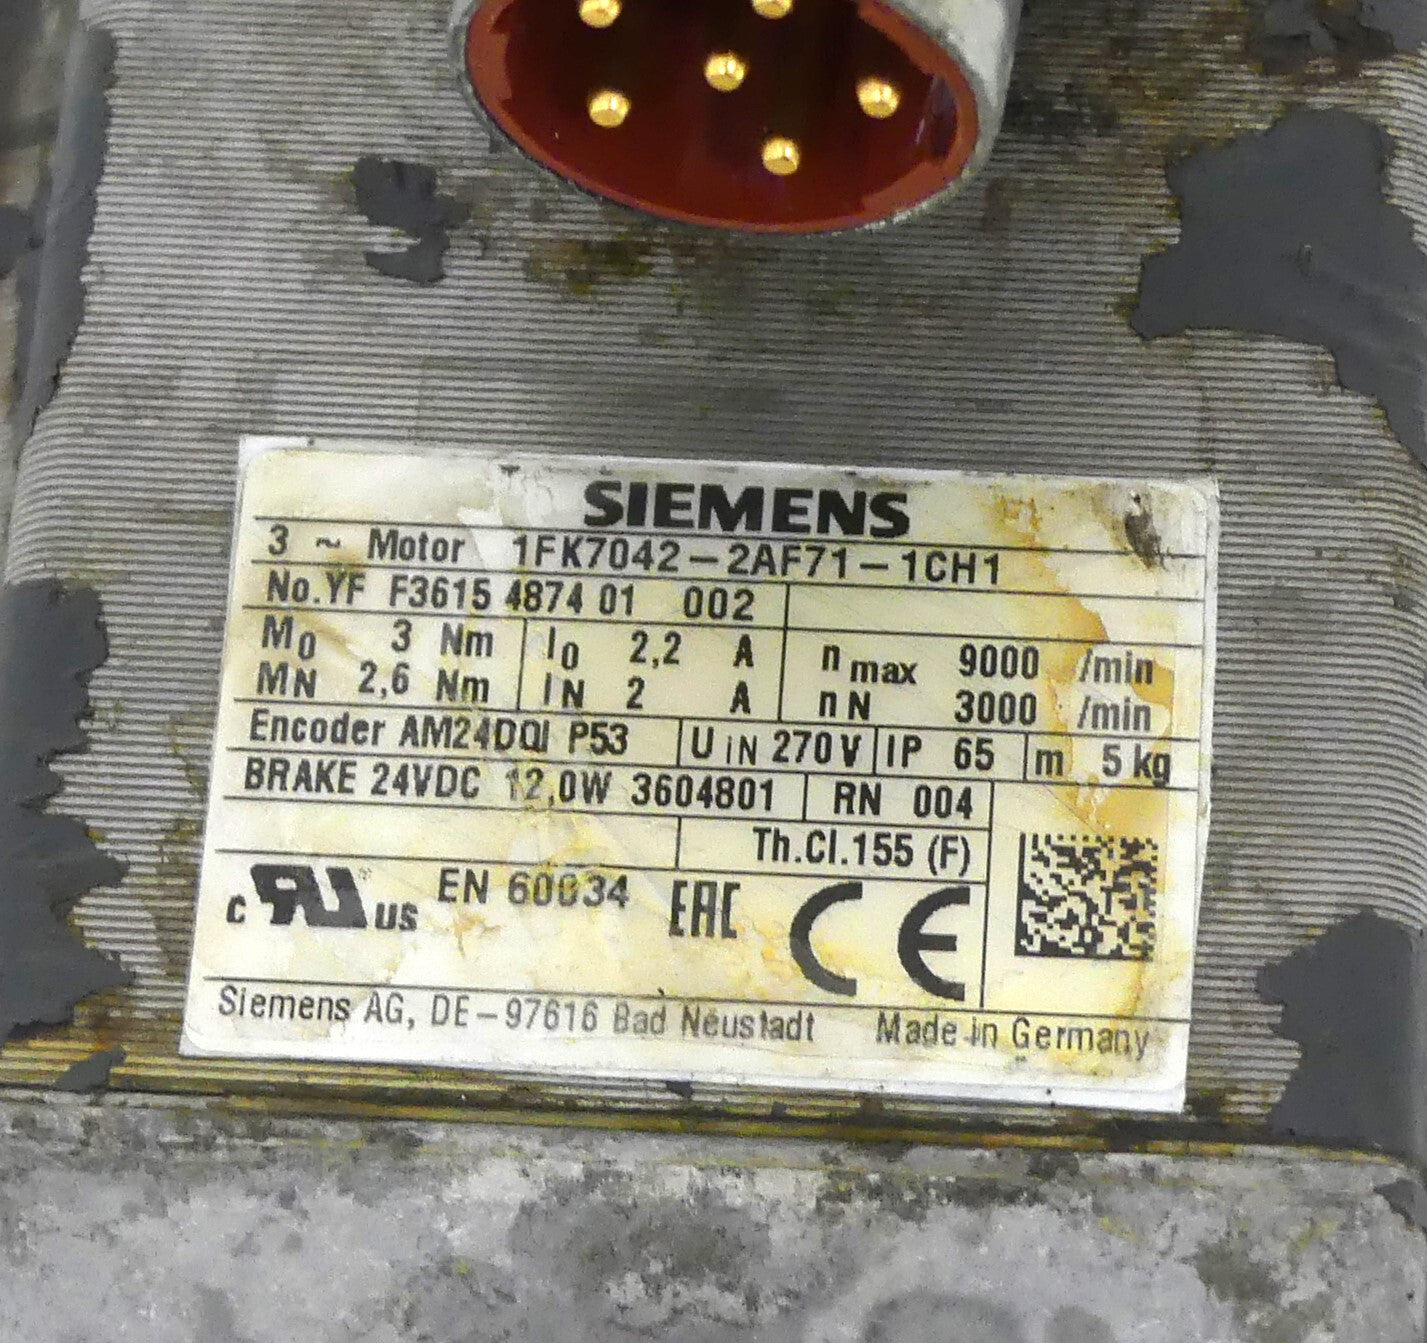 SIEMENS
3 ~ Motor 1FK7042-2AF71-1CH1
No.YF F3615 4874 01 002
M0 3 Nm I0 2,2 A n max 9000 /min
MN 2,6 Nm IN 2 A nN 3000 /min
Encoder AM24DQI P53 UiN 270 V IP 65 m 5 kg
BRAKE 24VDC 12,0W 3604801 RN 004
Th.Cl.155 (F)
c RU us EN 60034 EAC CE
Siemens AG, DE-97616 Bad Neustadt Made in Germany